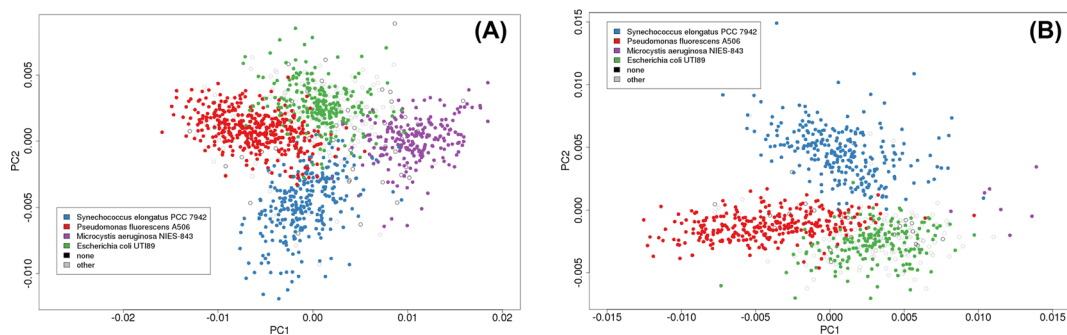 (A)
0.005
0.000
-0.005
-0.010
PC2
Synechococcus elongatus PCC 7942
Pseudomonas fluorescens A506
Microcystis aeruginosa NIES-843
Escherichia coli UTI89
none
other
-0.02
-0.01
0.00
0.01
0.02
PC1
(B)
0.015
0.010
0.005
0.000
-0.005
PC2
Synechococcus elongatus PCC 7942
Pseudomonas fluorescens A506
Microcystis aeruginosa NIES-843
Escherichia coli UTI89
none
other
-0.015
-0.010
-0.005
0.000
0.005
0.010
0.015
PC1